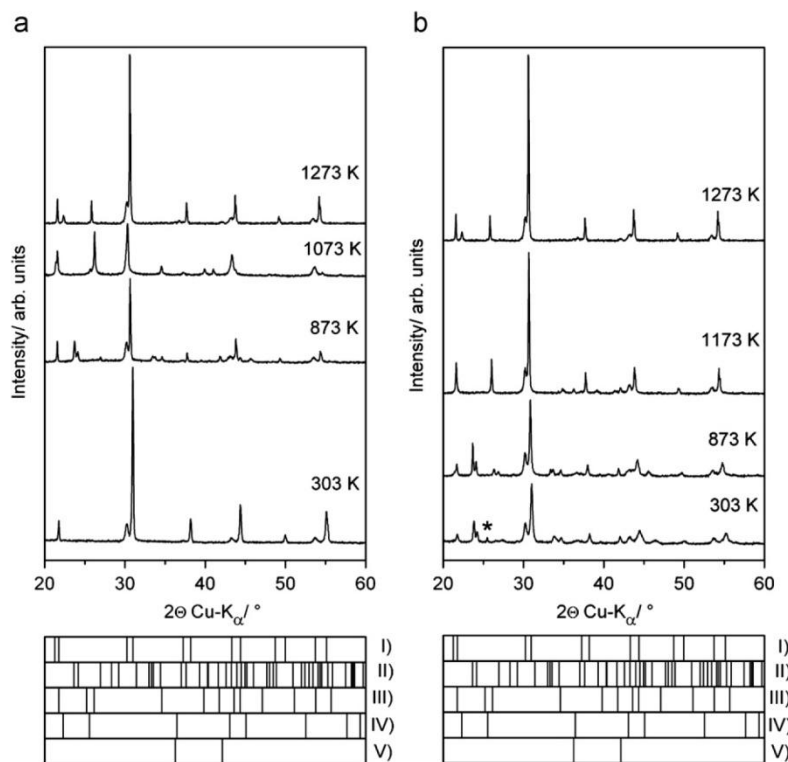 a
b
1273 K
1073 K
873 K
303 K
Intensity/ arb. units
20 30 40 50 60
2Θ Cu-Kα/ °
I)
II)
III)
IV)
V)
1273 K
1173 K
873 K
303 K
*
Intensity/ arb. units
20 30 40 50 60
2Θ Cu-Kα/ °
I)
II)
III)
IV)
V)